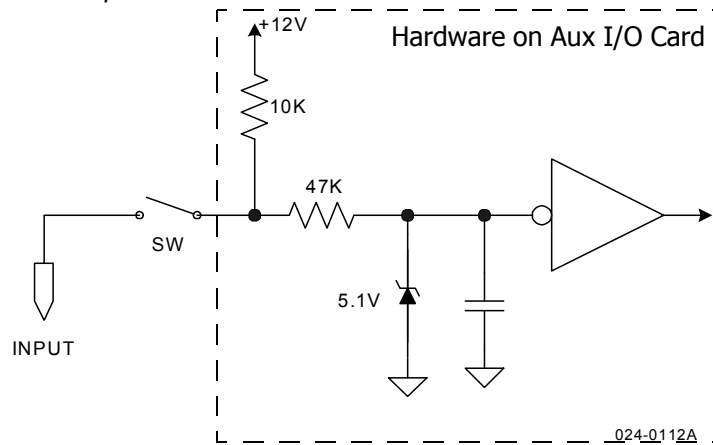 +12V
Hardware on Aux I/O Card
10K
47K
SW
5.1V
INPUT
024-0112A